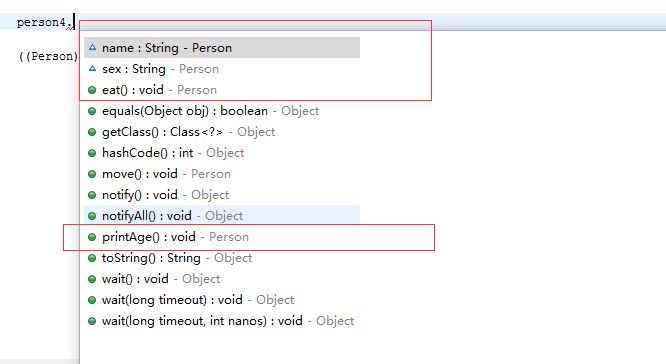 person4.
((Person)
name : String - Person
sex : String - Person
eat() : void - Person
equals(Object obj) : boolean - Object
getClass() : Class<?> - Object
hashCode() : int - Object
move() : void - Person
notify() : void - Object
notifyAll() : void - Object
printAge() : void - Person
toString() : String - Object
wait() : void - Object
wait(long timeout) : void - Object
wait(long timeout, int nanos) : void - Object